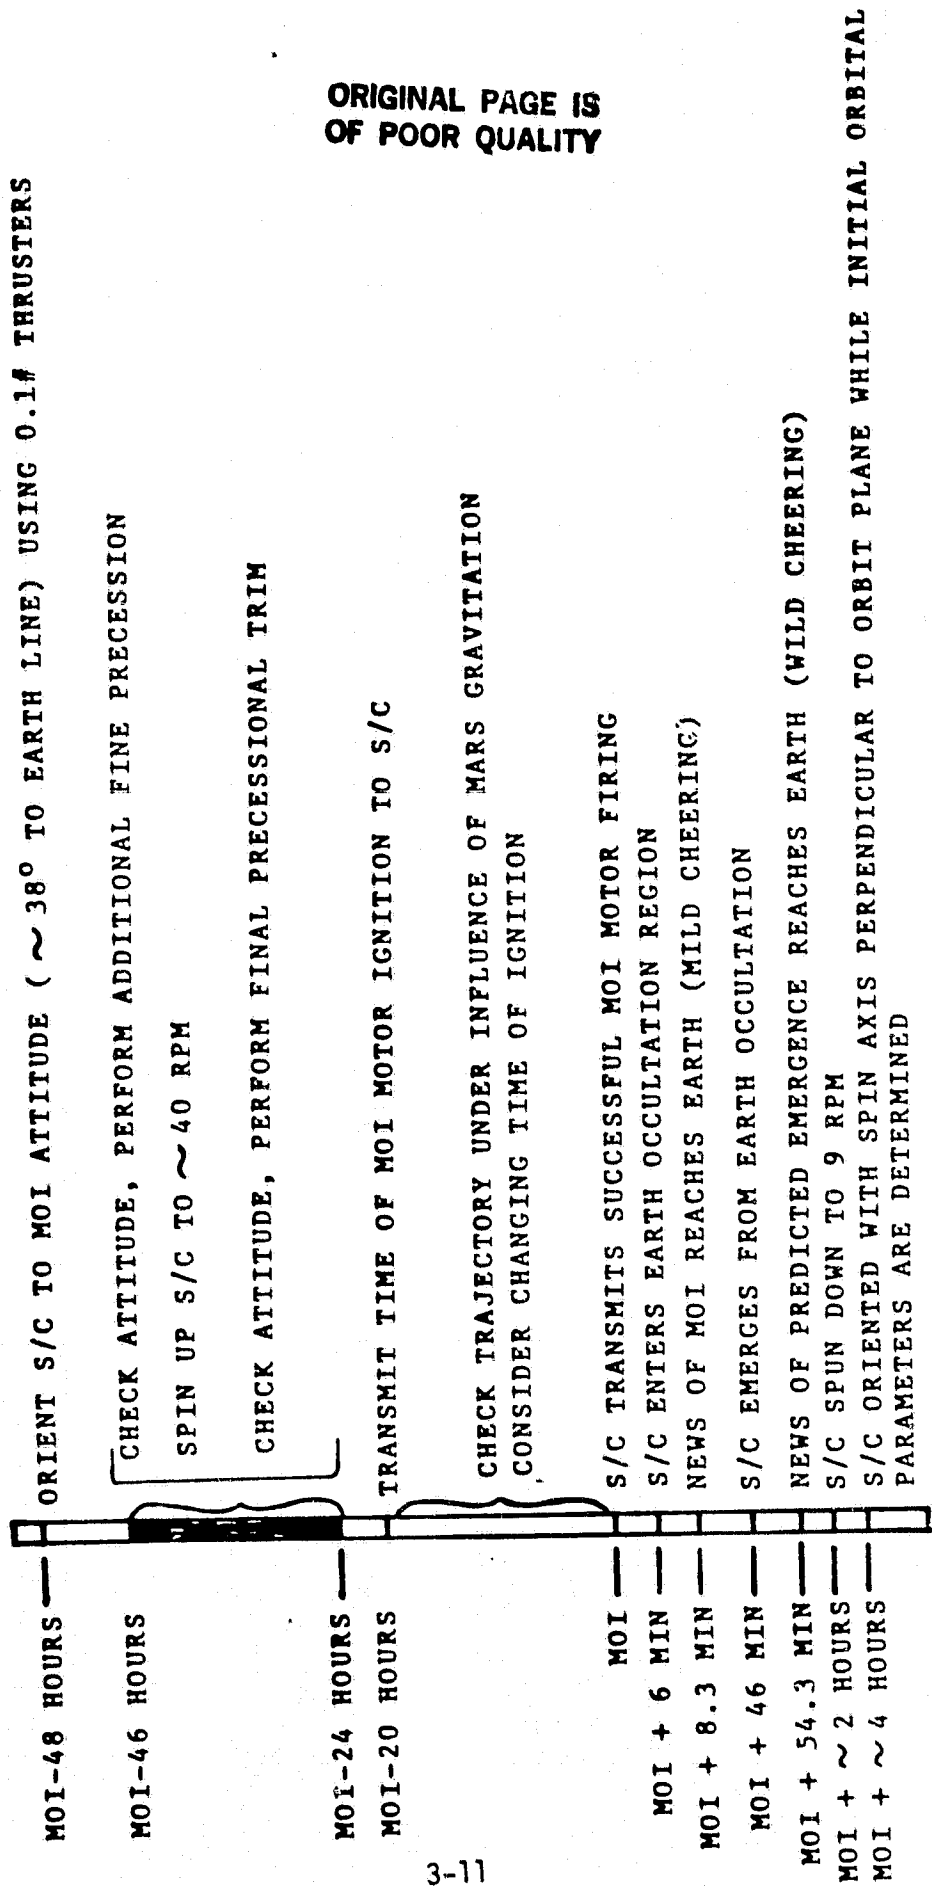 ORIGINAL PAGE IS
OF POOR QUALITY
MOI-48 HOURS
ORIENT S/C TO MOI ATTITUDE (~38° TO EARTH LINE) USING 0.1# THRUSTERS
MOI-46 HOURS
CHECK ATTITUDE, PERFORM ADDITIONAL FINE PRECESSION
SPIN UP S/C TO ~40 RPM
CHECK ATTITUDE, PERFORM FINAL PRECESSIONAL TRIM
MOI-24 HOURS
MOI-20 HOURS
TRANSMIT TIME OF MOI MOTOR IGNITION TO S/C
CHECK TRAJECTORY UNDER INFLUENCE OF MARS GRAVITATION
CONSIDER CHANGING TIME OF IGNITION
MOI
S/C TRANSMITS SUCCESSFUL MOI MOTOR FIRING
MOI + 6 MIN
S/C ENTERS EARTH OCCULTATION REGION
MOI + 8.3 MIN
NEWS OF MOI REACHES EARTH (MILD CHEERING)
MOI + 46 MIN
S/C EMERGES FROM EARTH OCCULTATION
MOI + 54.3 MIN
NEWS OF PREDICTED EMERGENCE REACHES EARTH (WILD CHEERING)
MOI + ~2 HOURS
S/C SPUN DOWN TO 9 RPM
MOI + ~4 HOURS
S/C ORIENTED WITH SPIN AXIS PERPENDICULAR TO ORBIT PLANE WHILE INITIAL ORBITAL
PARAMETERS ARE DETERMINED
3-11